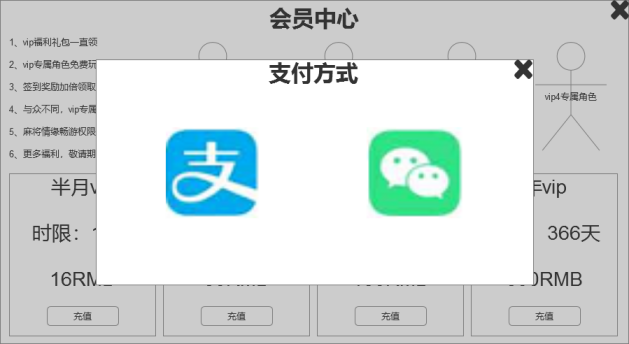 会员中心
1、vip福利礼包一直领
2、vip专属角色免费玩
3、签到奖励加倍领取
4、与众不同，vip专属
5、麻将情缘畅游权限
6、更多福利，敬请期
vip4专属角色
支付方式
支
半月v
vip
时限：
366天
16RM
RMB
充值
充值
充值
充值